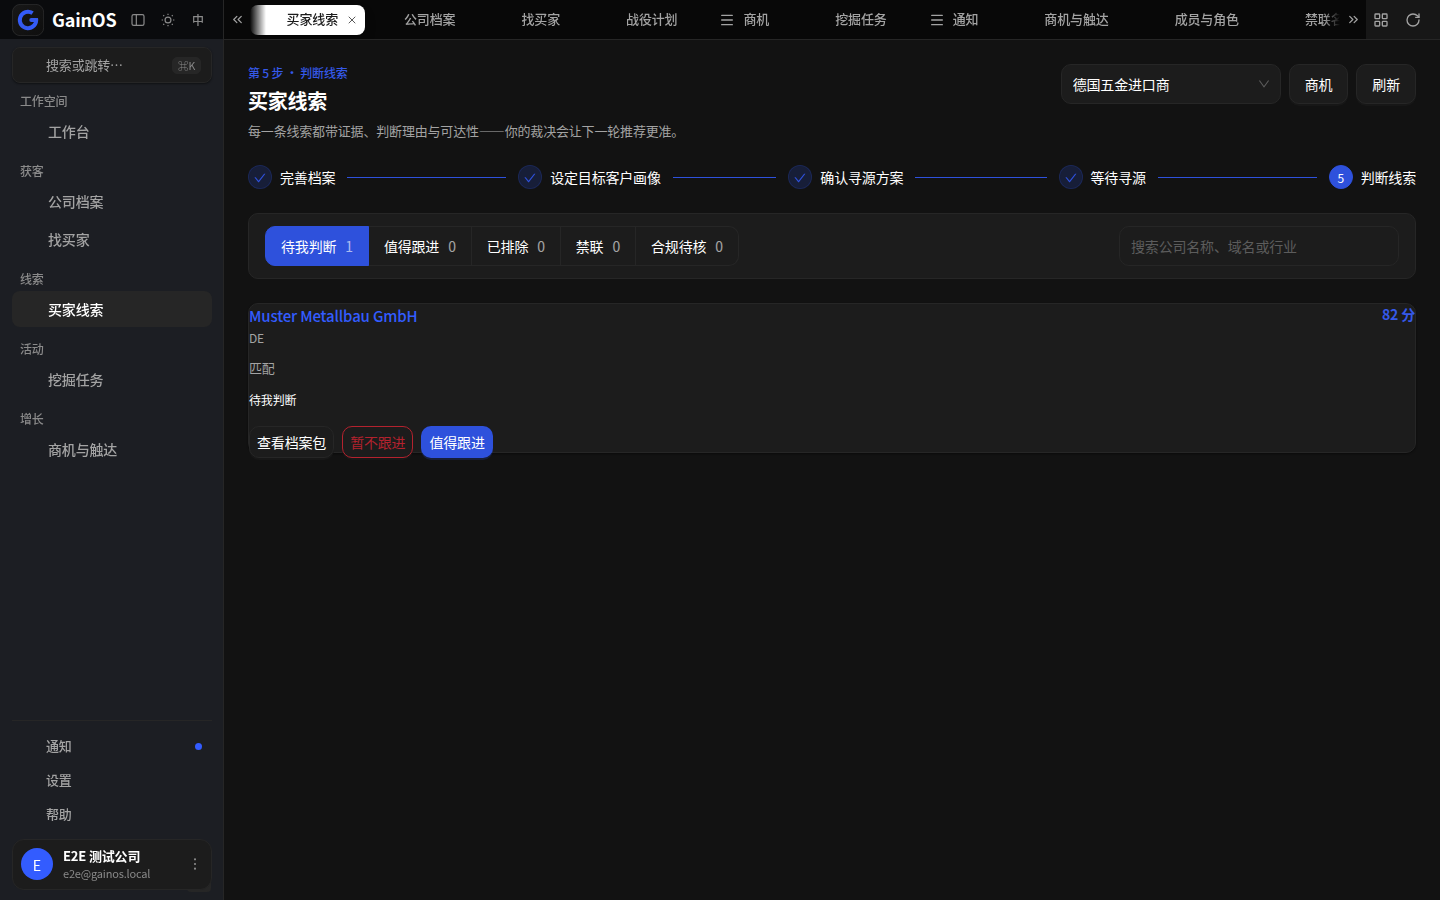 GainOS
中
买家线索
公司档案
找买家
战役计划
商机
挖掘任务
通知
商机与触达
成员与角色
禁联
搜索或跳转…
⌘K
工作空间
工作台
获客
公司档案
找买家
线索
买家线索
活动
挖掘任务
增长
商机与触达
通知
设置
帮助
E
E2E 测试公司
e2e@gainos.local
第 5 步 · 判断线索
买家线索
每一条线索都带证据、判断理由与可达性——你的裁决会让下一轮推荐更准。
德国五金进口商
商机
刷新
完善档案
设定目标客户画像
确认寻源方案
等待寻源
5 判断线索
待我判断 1
值得跟进 0
已排除 0
禁联 0
合规待核 0
搜索公司名称、域名或行业
Muster Metallbau GmbH
82 分
DE
匹配
待我判断
查看档案包
暂不跟进
值得跟进